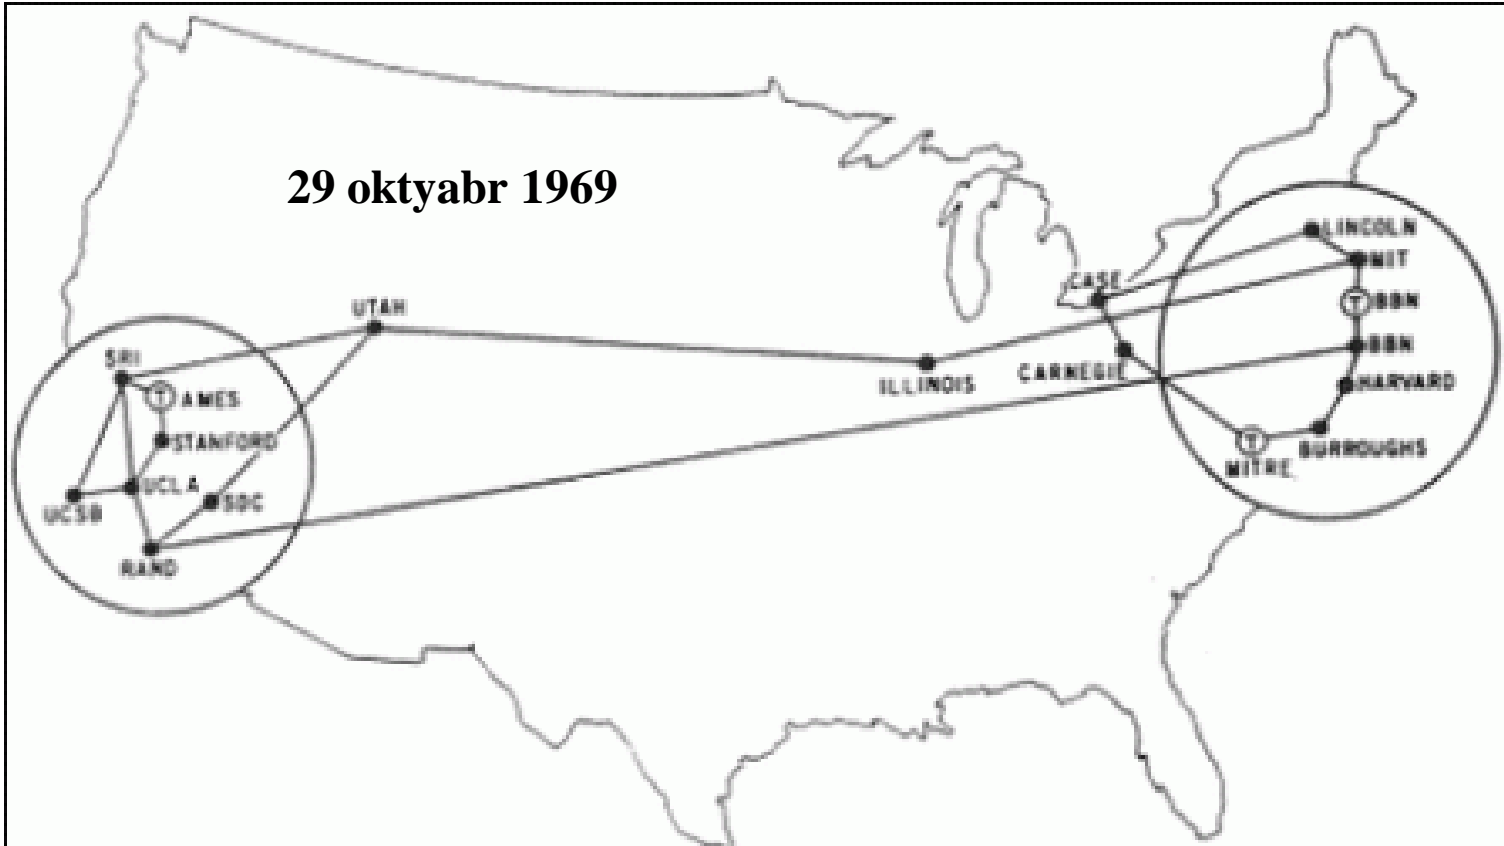 29 oktyabr 1969
LINCOLN
MIT
CASE
T BBN
UTAH
BBN
SRI
CARNEGIE
ILLINOIS
HARVARD
T AMES
STANFORD
BURROUGHS
T
MITRE
UCLA
SDC
UCSB
RAND